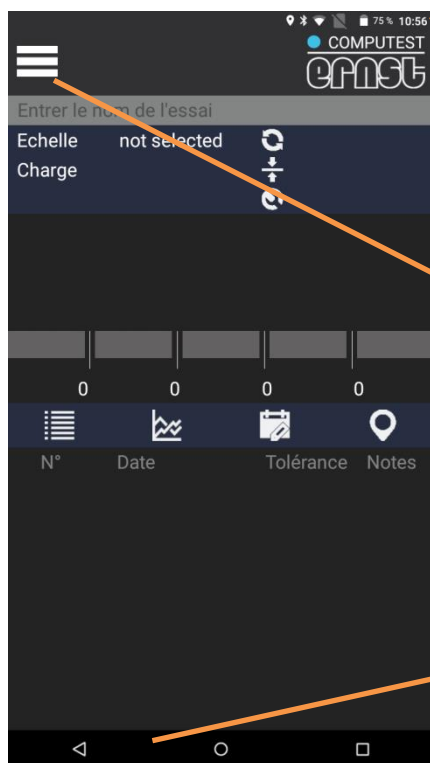 75% 10:56
COMPUTEST
ernst
Entrer le nom de l'essai
Echelle not selected
Charge
0 0 0 0
N° Date Tolérance Notes